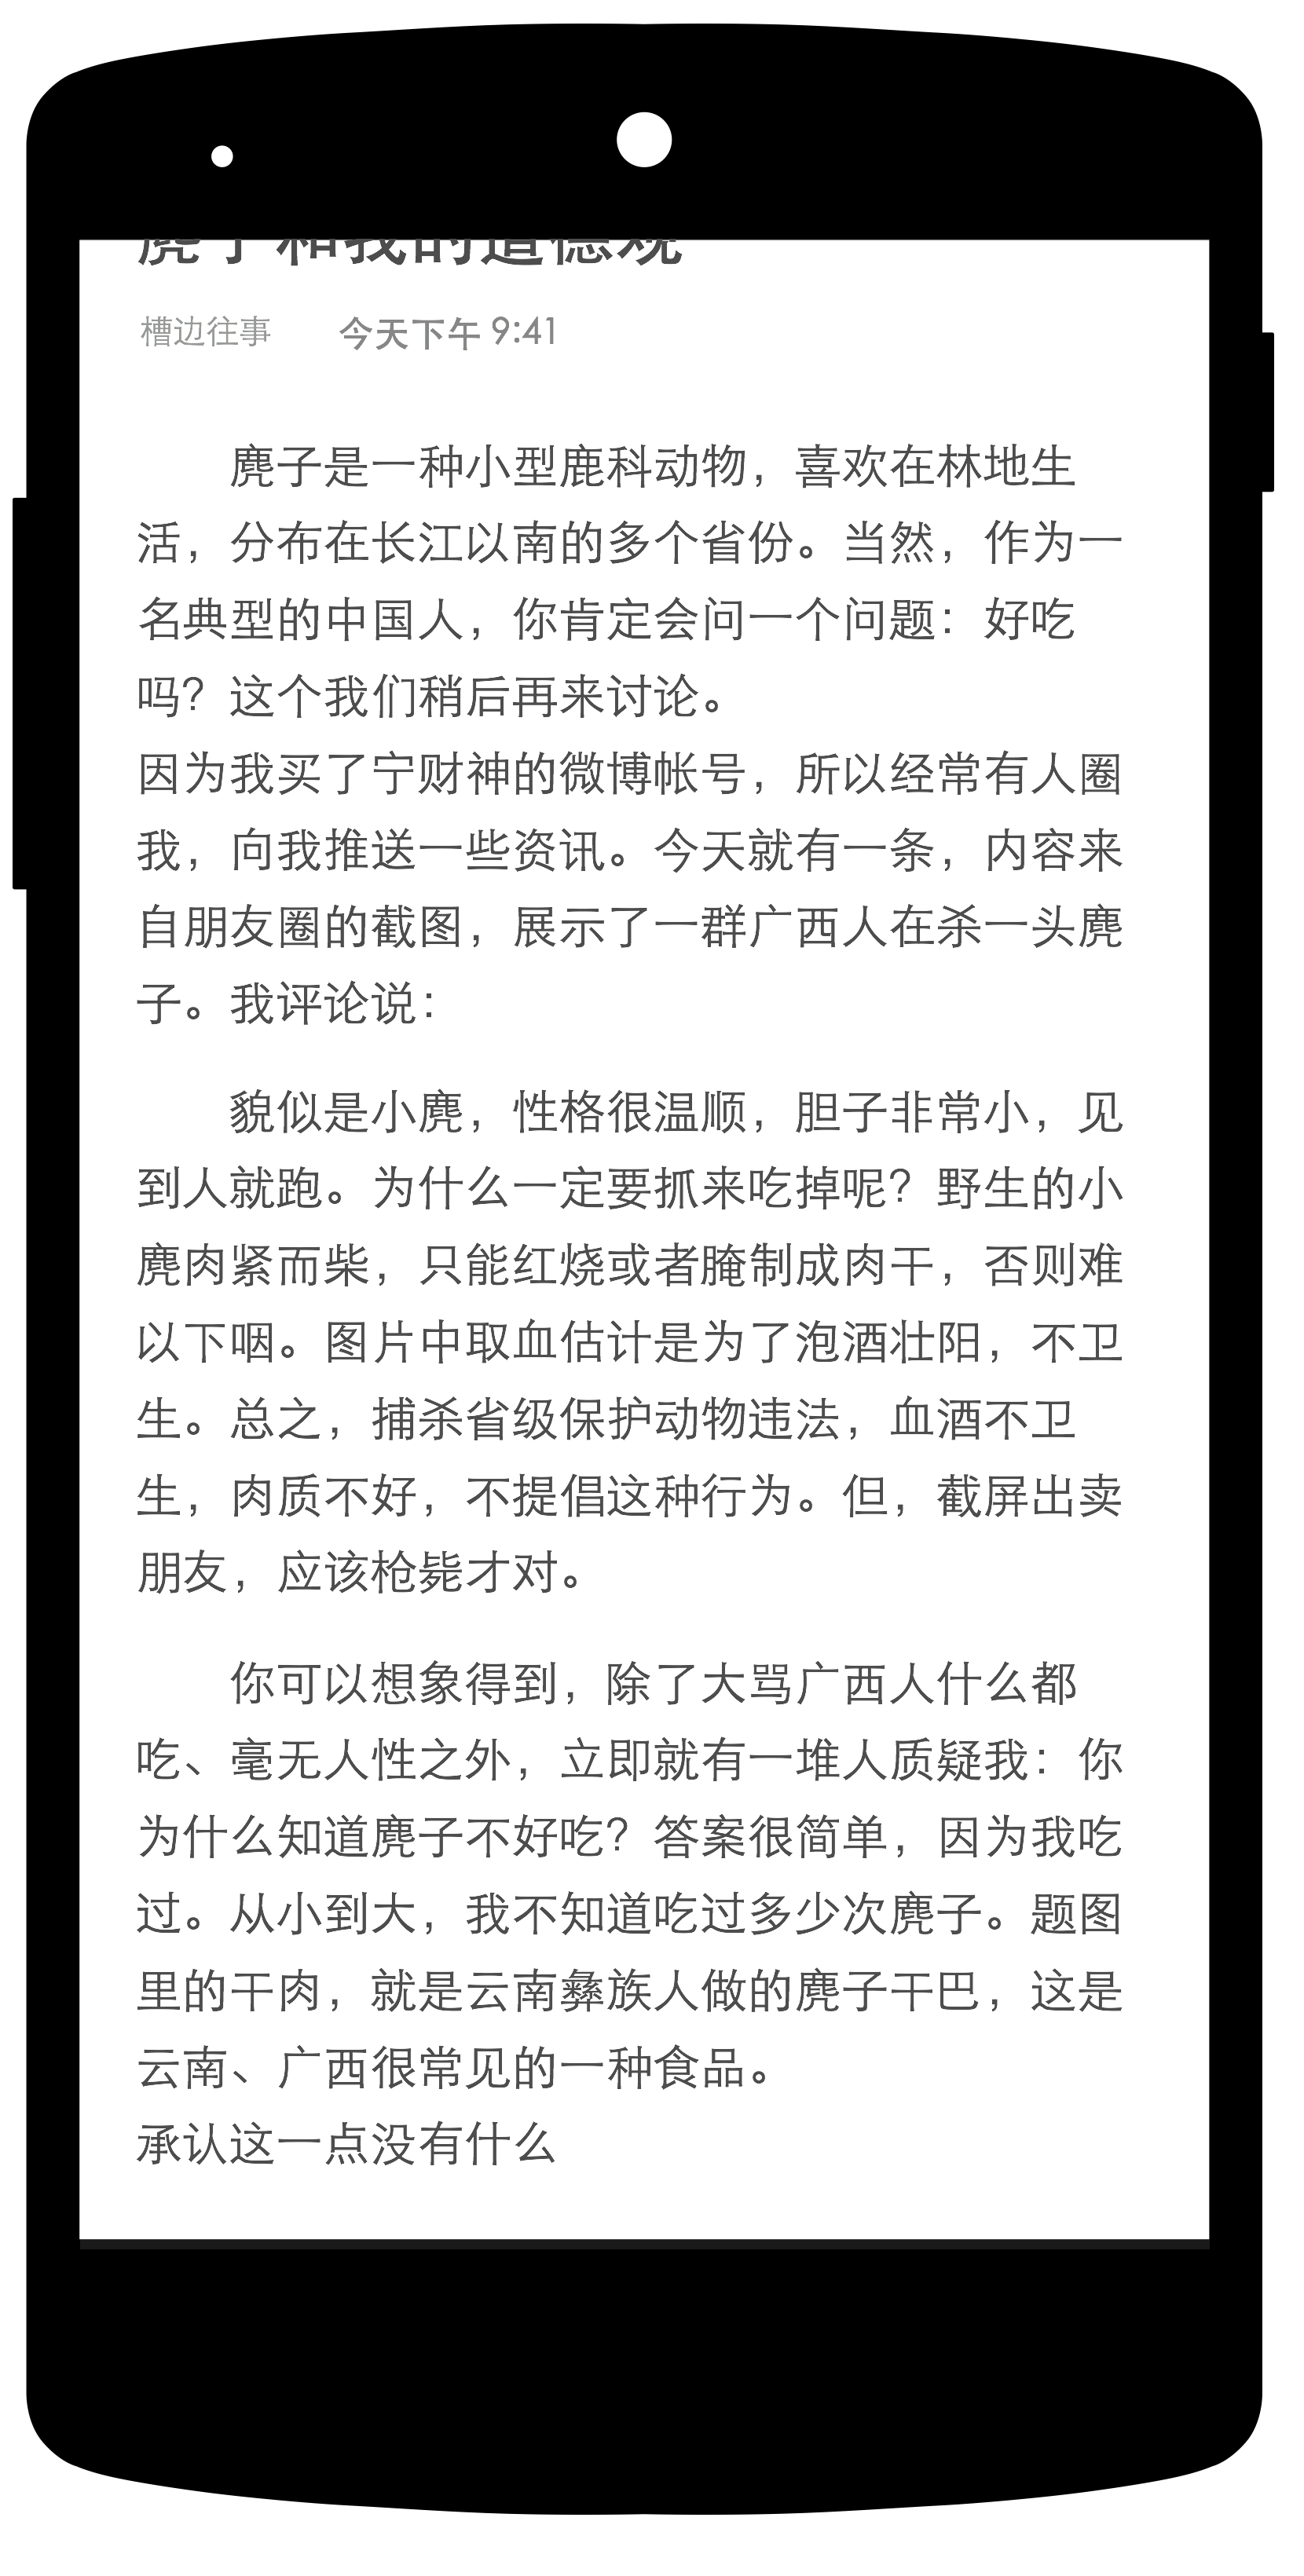 麂子和我的道德观
槽边往事 今天下午 9:41
麂子是一种小型鹿科动物，喜欢在林地生
活，分布在长江以南的多个省份。当然，作为一
名典型的中国人，你肯定会问一个问题：好吃
吗？这个我们稍后再来讨论。
因为我买了宁财神的微博帐号，所以经常有人圈
我，向我推送一些资讯。今天就有一条，内容来
自朋友圈的截图，展示了一群广西人在杀一头麂
子。我评论说：
貌似是小麂，性格很温顺，胆子非常小，见
到人就跑。为什么一定要抓来吃掉呢？野生的小
麂肉紧而柴，只能红烧或者腌制成肉干，否则难
以下咽。图片中取血估计是为了泡酒壮阳，不卫
生。总之，捕杀省级保护动物违法，血酒不卫
生，肉质不好，不提倡这种行为。但，截屏出卖
朋友，应该枪毙才对。
你可以想象得到，除了大骂广西人什么都
吃、毫无人性之外，立即就有一堆人质疑我：你
为什么知道麂子不好吃？答案很简单，因为我吃
过。从小到大，我不知道吃过多少次麂子。题图
里的干肉，就是云南彝族人做的麂子干巴，这是
云南、广西很常见的一种食品。
承认这一点没有什么